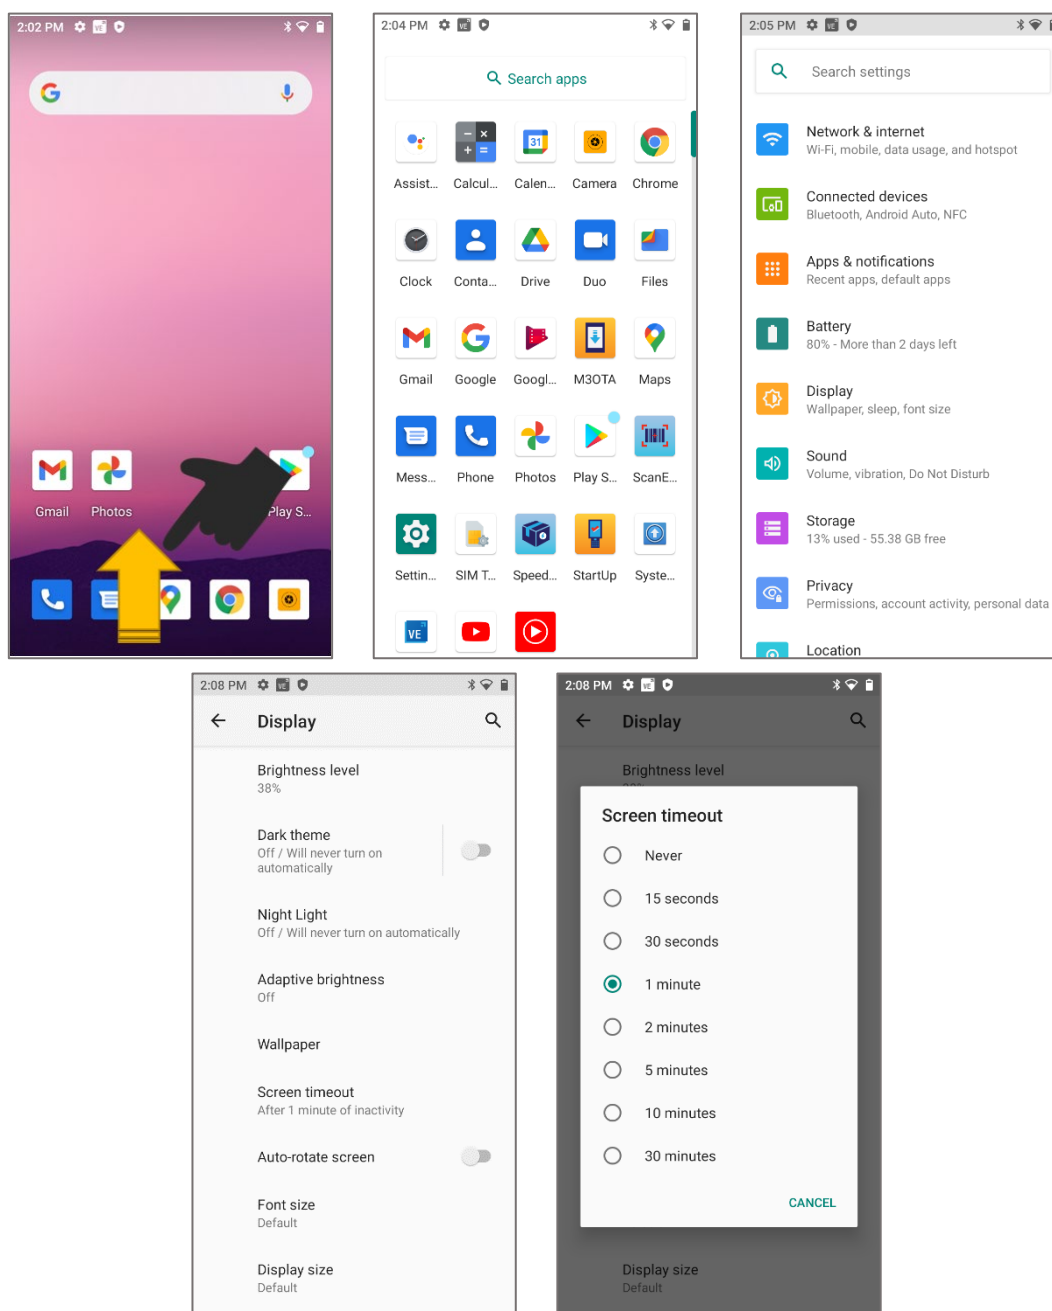 2:02 PM
VE
G
Gmail
Photos
Play S...
2:04 PM
VE
Search apps
31
Assist...
Calcul...
Calen...
Camera
Chrome
Clock
Conta...
Drive
Duo
Files
Gmail
Google
Googl...
M3OTA
Maps
Mess...
Phone
Photos
Play S...
ScanE...
Settin...
SIM T...
Speed...
StartUp
Syste...
VE
2:05 PM
VE
Search settings
Network & internet
Wi-Fi, mobile, data usage, and hotspot
Connected devices
Bluetooth, Android Auto, NFC
Apps & notifications
Recent apps, default apps
Battery
80% - More than 2 days left
Display
Wallpaper, sleep, font size
Sound
Volume, vibration, Do Not Disturb
Storage
13% used - 55.38 GB free
Privacy
Permissions, account activity, personal data
Location
2:08 PM
VE
Display
Brightness level
38%
Dark theme
Off / Will never turn on
automatically
Night Light
Off / Will never turn on automatically
Adaptive brightness
Off
Wallpaper
Screen timeout
After 1 minute of inactivity
Auto-rotate screen
Font size
Default
Display size
Default
2:08 PM
VE
Display
Brightness level
Screen timeout
Never
15 seconds
30 seconds
1 minute
2 minutes
5 minutes
10 minutes
30 minutes
CANCEL
Display size
Default